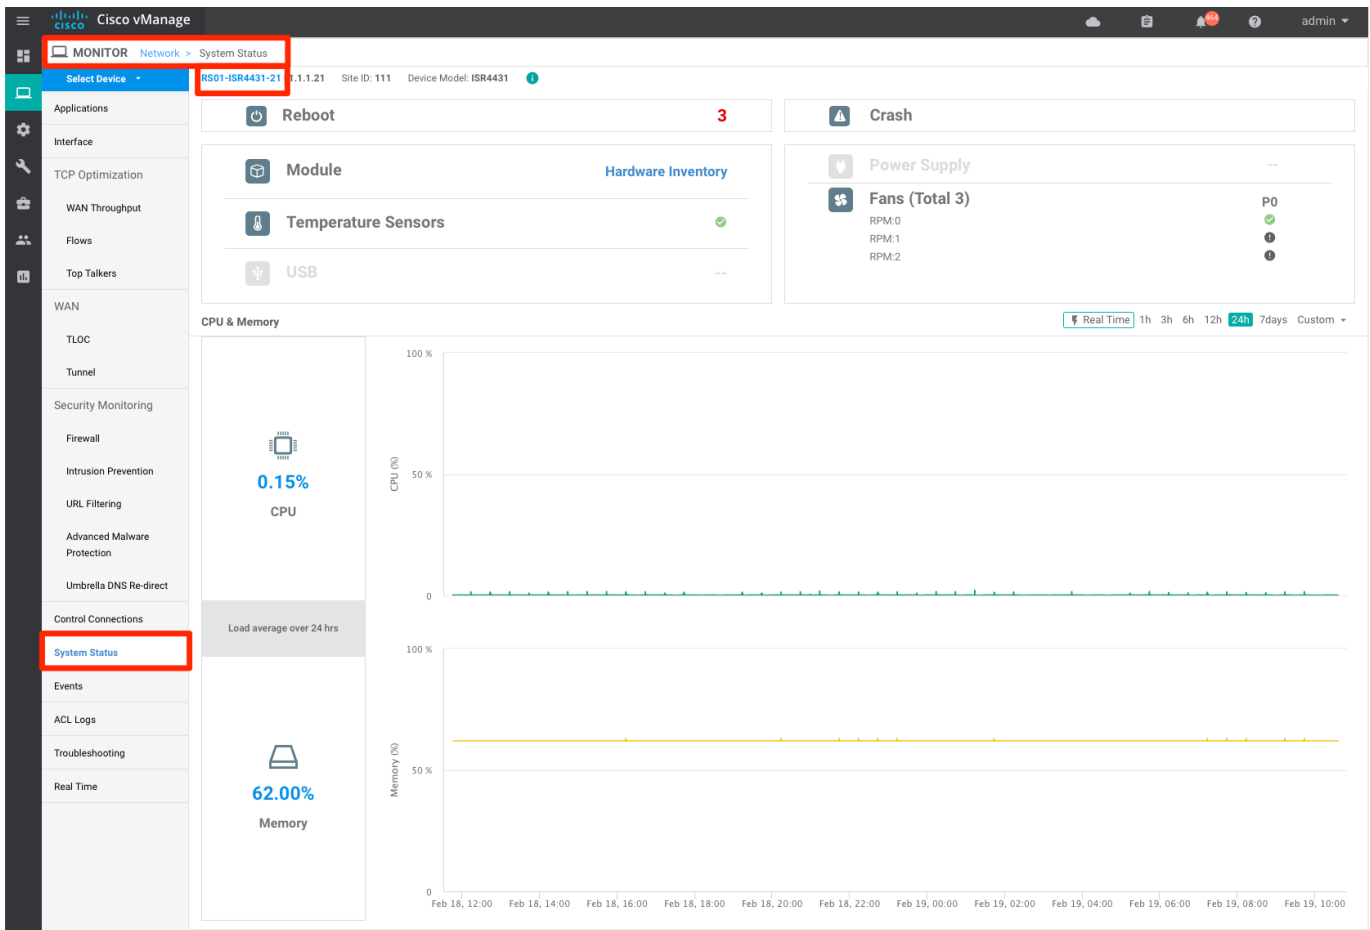 cisco Cisco vManage
464
admin
MONITOR Network > System Status
Select Device
RS01-ISR4431-21 1.1.1.21 Site ID: 111 Device Model: ISR4431
Applications
Interface
TCP Optimization
WAN Throughput
Flows
Top Talkers
WAN
TLOC
Tunnel
Security Monitoring
Firewall
Intrusion Prevention
URL Filtering
Advanced Malware
Protection
Umbrella DNS Re-direct
Control Connections
System Status
Events
ACL Logs
Troubleshooting
Real Time
Reboot 3
Crash
Module Hardware Inventory
Temperature Sensors
USB --
Power Supply --
Fans (Total 3) P0
RPM:0
RPM:1
RPM:2
CPU & Memory
Real Time 1h 3h 6h 12h 24h 7days Custom
0.15%
CPU
Load average over 24 hrs
62.00%
Memory
100 %
CPU (%)
50 %
0
100 %
Memory (%)
50 %
0
Feb 18, 12:00 Feb 18, 14:00 Feb 18, 16:00 Feb 18, 18:00 Feb 18, 20:00 Feb 18, 22:00 Feb 19, 00:00 Feb 19, 02:00 Feb 19, 04:00 Feb 19, 06:00 Feb 19, 08:00 Feb 19, 10:00